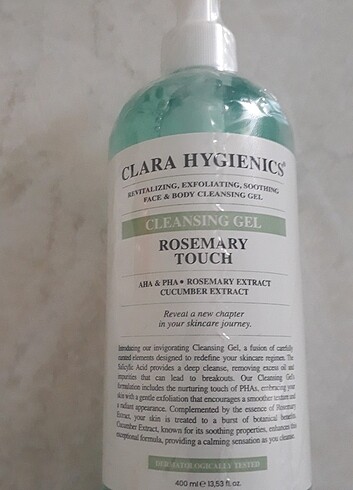 CLARA HYGIENICS®
REVITALIZING, EXFOLIATING, SOOTHING
FACE & BODY CLEANSING GEL
CLEANSING GEL
ROSEMARY
TOUCH
AHA & PHA • ROSEMARY EXTRACT
CUCUMBER EXTRACT
Reveal a new chapter
in your skincare journey.
Introducing our invigorating Cleansing Gel, a fusion of carefully
curated elements designed to redefine your skincare regimen. The
Salicylic Acid provides a deep cleanse, removing excess oil and
impurities that can lead to breakouts. Our Cleansing Gel's
formulation includes the nurturing touch of PHAs, embracing your
skin with a gentle exfoliation that encourages a smoother texture and
a radiant appearance. Complemented by the essence of Rosemary
Extract, your skin is treated to a burst of botanical benefits.
Cucumber Extract, known for its soothing properties, enhances this
exceptional formula, providing a calming sensation as you cleanse.
DERMATOLOGICALLY TESTED
400 ml e 13,53 fl. oz.